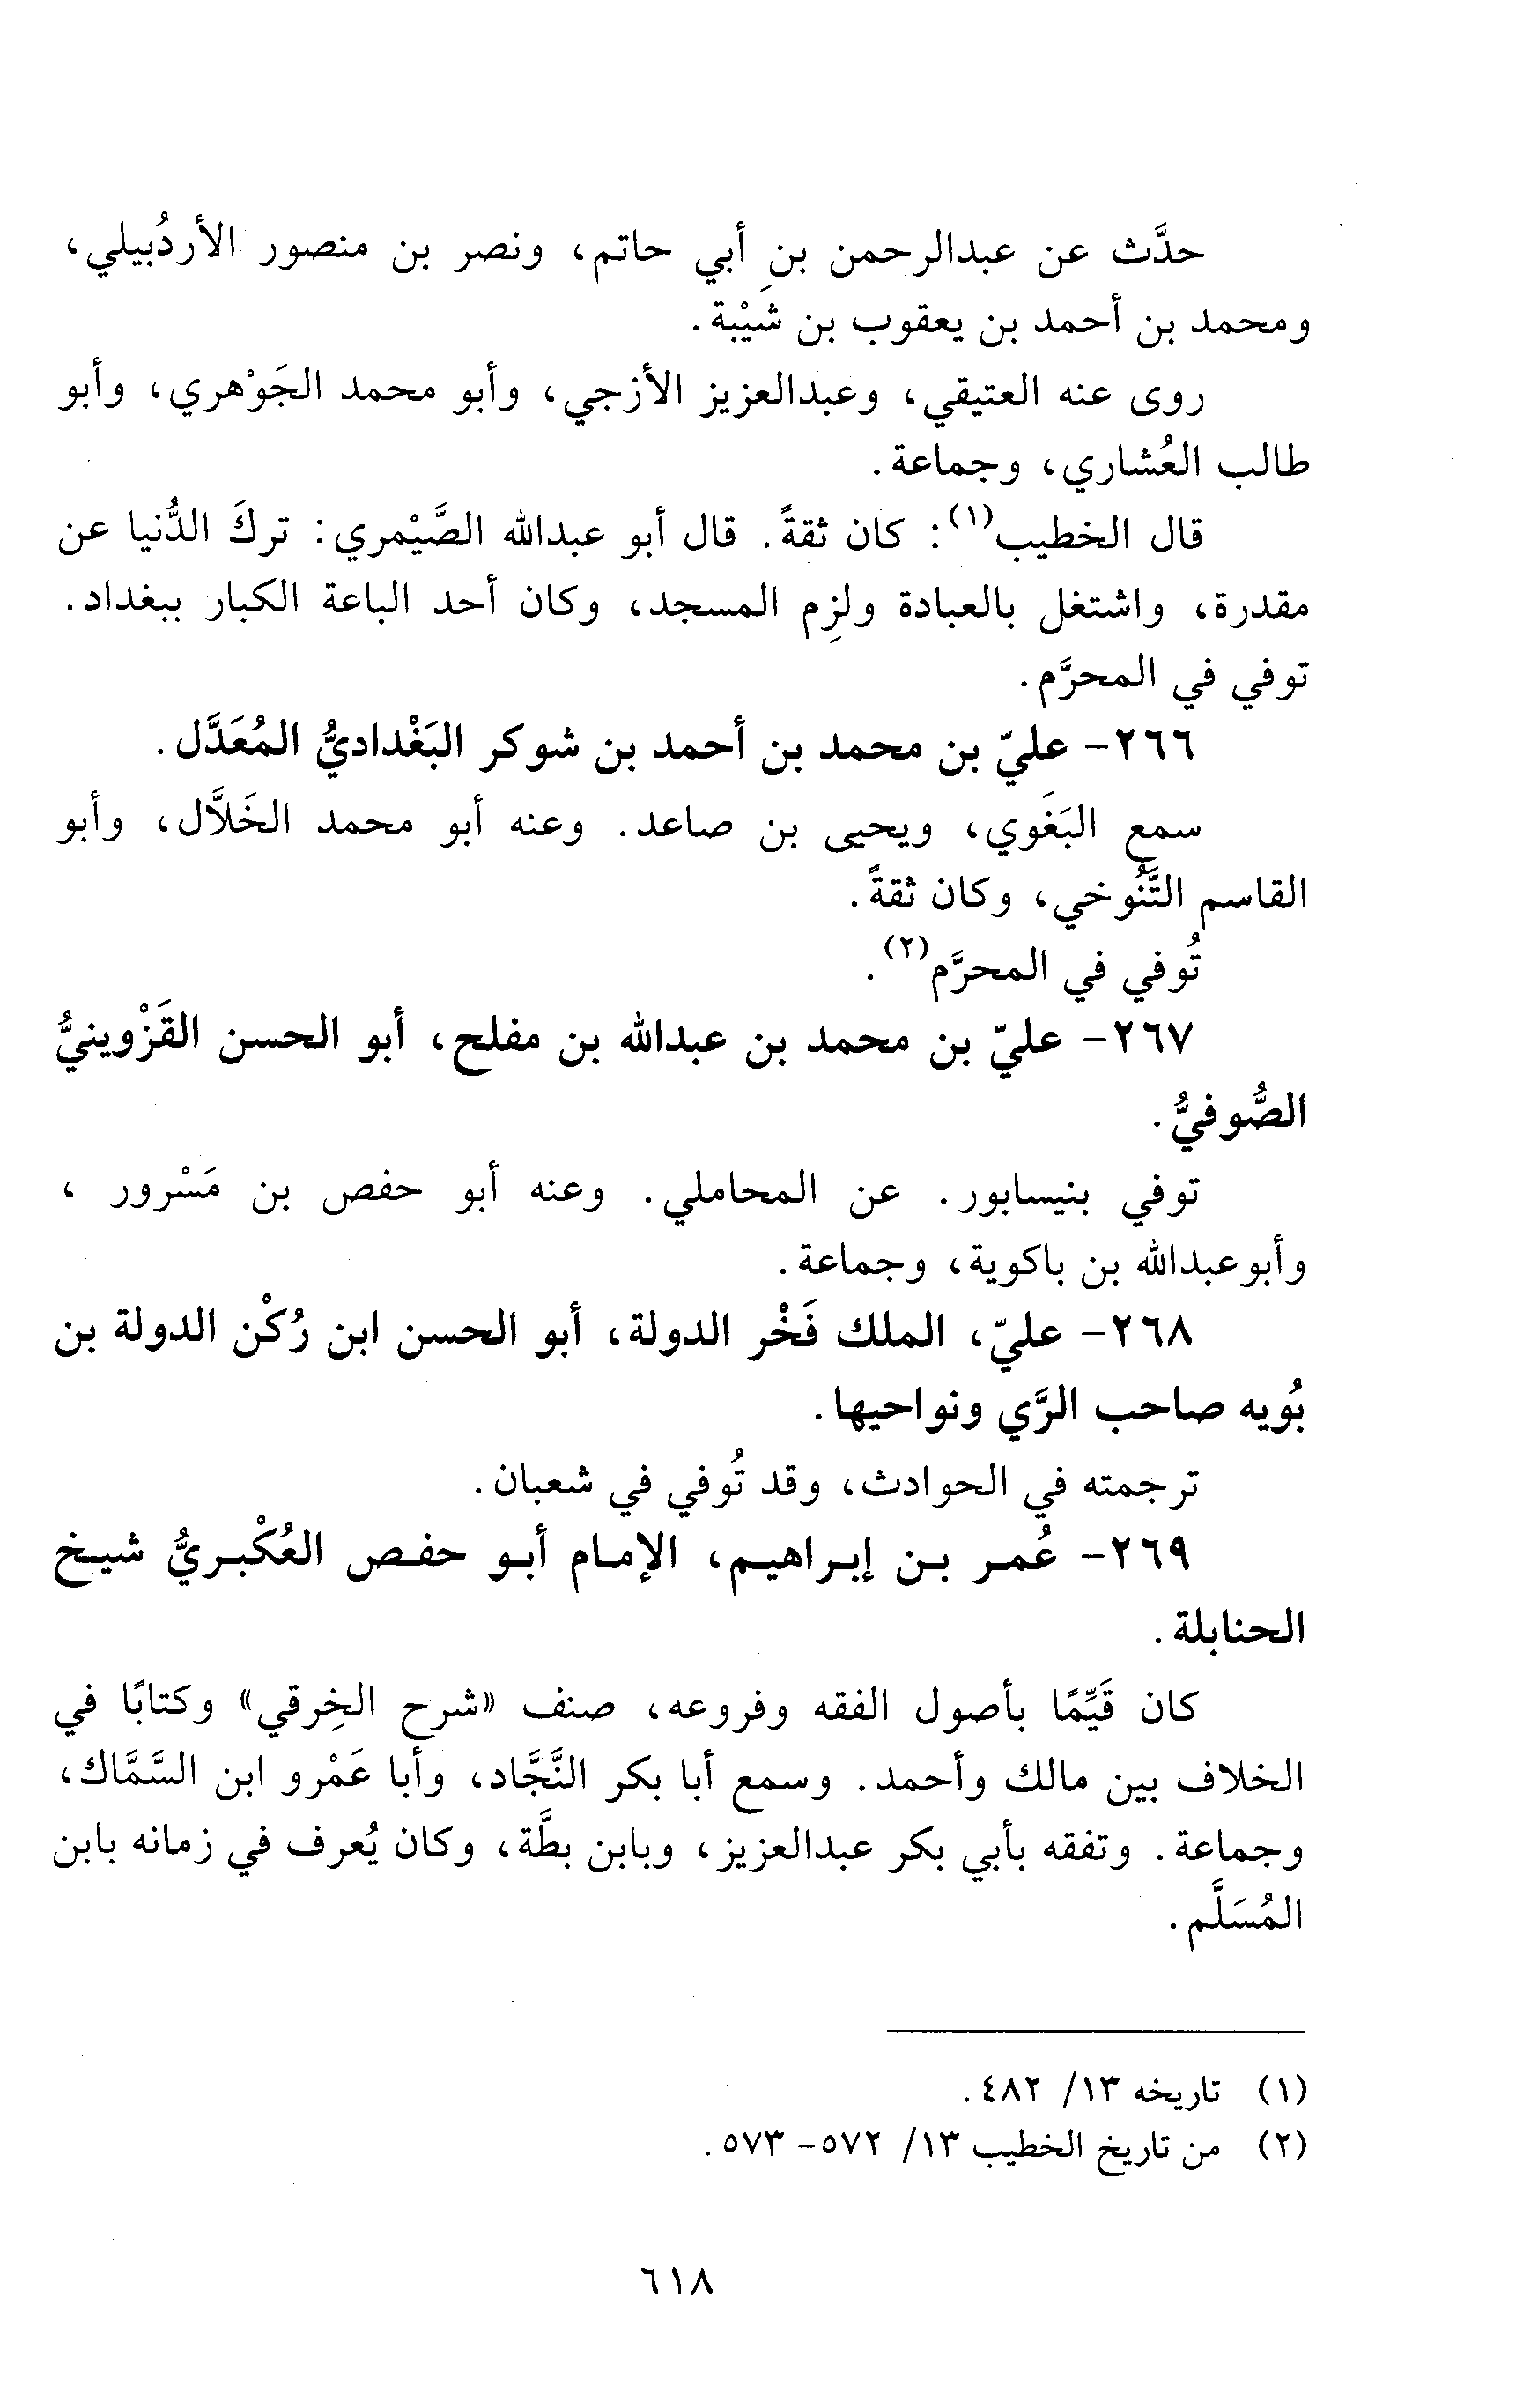 حدَّث عن عبدالرحمن بنِ أبي حاتم، ونصر بن منصور الأردُبيلي،
ومحمد بن أحمد بن يعقوب بن شَيْبة.
روى عنه العتيقي، وعبدالعزيز الأزجي، وأبو محمد الجَوْهري، وأبو
طالب العُشاري، وجماعة.
قال الخطيب(١): كان ثقةً. قال أبو عبدالله الصَّيْمري: تركَ الدُّنيا عن
مقدرة، واشتغل بالعبادة ولزِم المسجد، وكان أحد الباعة الكبار ببغداد.
توفي في المحرَّم.
٢٦٦- عليّ بن محمد بن أحمد بن شوكر البَغْداديُّ المُعَدَّل.
سمع البَغَوي، ويحيى بن صاعد. وعنه أبو محمد الخَلاَّل، وأبو
القاسم التَّنُوخي، وكان ثقةً.
تُوفي في المحرَّم(٢).
٢٦٧- عليّ بن محمد بن عبدالله بن مفلح، أبو الحسن القَزْوينيُّ
الصُّوفيُّ.
توفي بنيسابور. عن المحاملي. وعنه أبو حفص بن مَسْرور ،
وأبوعبدالله بن باكوية، وجماعة.
٢٦٨- عليّ، الملك فَخْر الدولة، أبو الحسن ابن رُكْن الدولة بن
بُويه صاحب الرَّي ونواحيها.
ترجمته في الحوادث، وقد تُوفي في شعبان.
٢٦٩- عُمر بن إبراهيم، الإمام أبو حفص العُكْبريُّ شيخ
الحنابلة.
كان قَيِّمًا بأصول الفقه وفروعه، صنف «شرح الخِرقي» وكتابًا في
الخلاف بين مالك وأحمد. وسمع أبا بكر النَّجَّاد، وأبا عَمْرو ابن السَّمَّاك،
وجماعة. وتفقه بأبي بكر عبدالعزيز، وبابن بطَّة، وكان يُعرف في زمانه بابن
المُسَلَّم.
(١) تاريخه ١٣/ ٤٨٢.
(٢) من تاريخ الخطيب ١٣/ ٥٧٢- ٥٧٣.
٦١٨